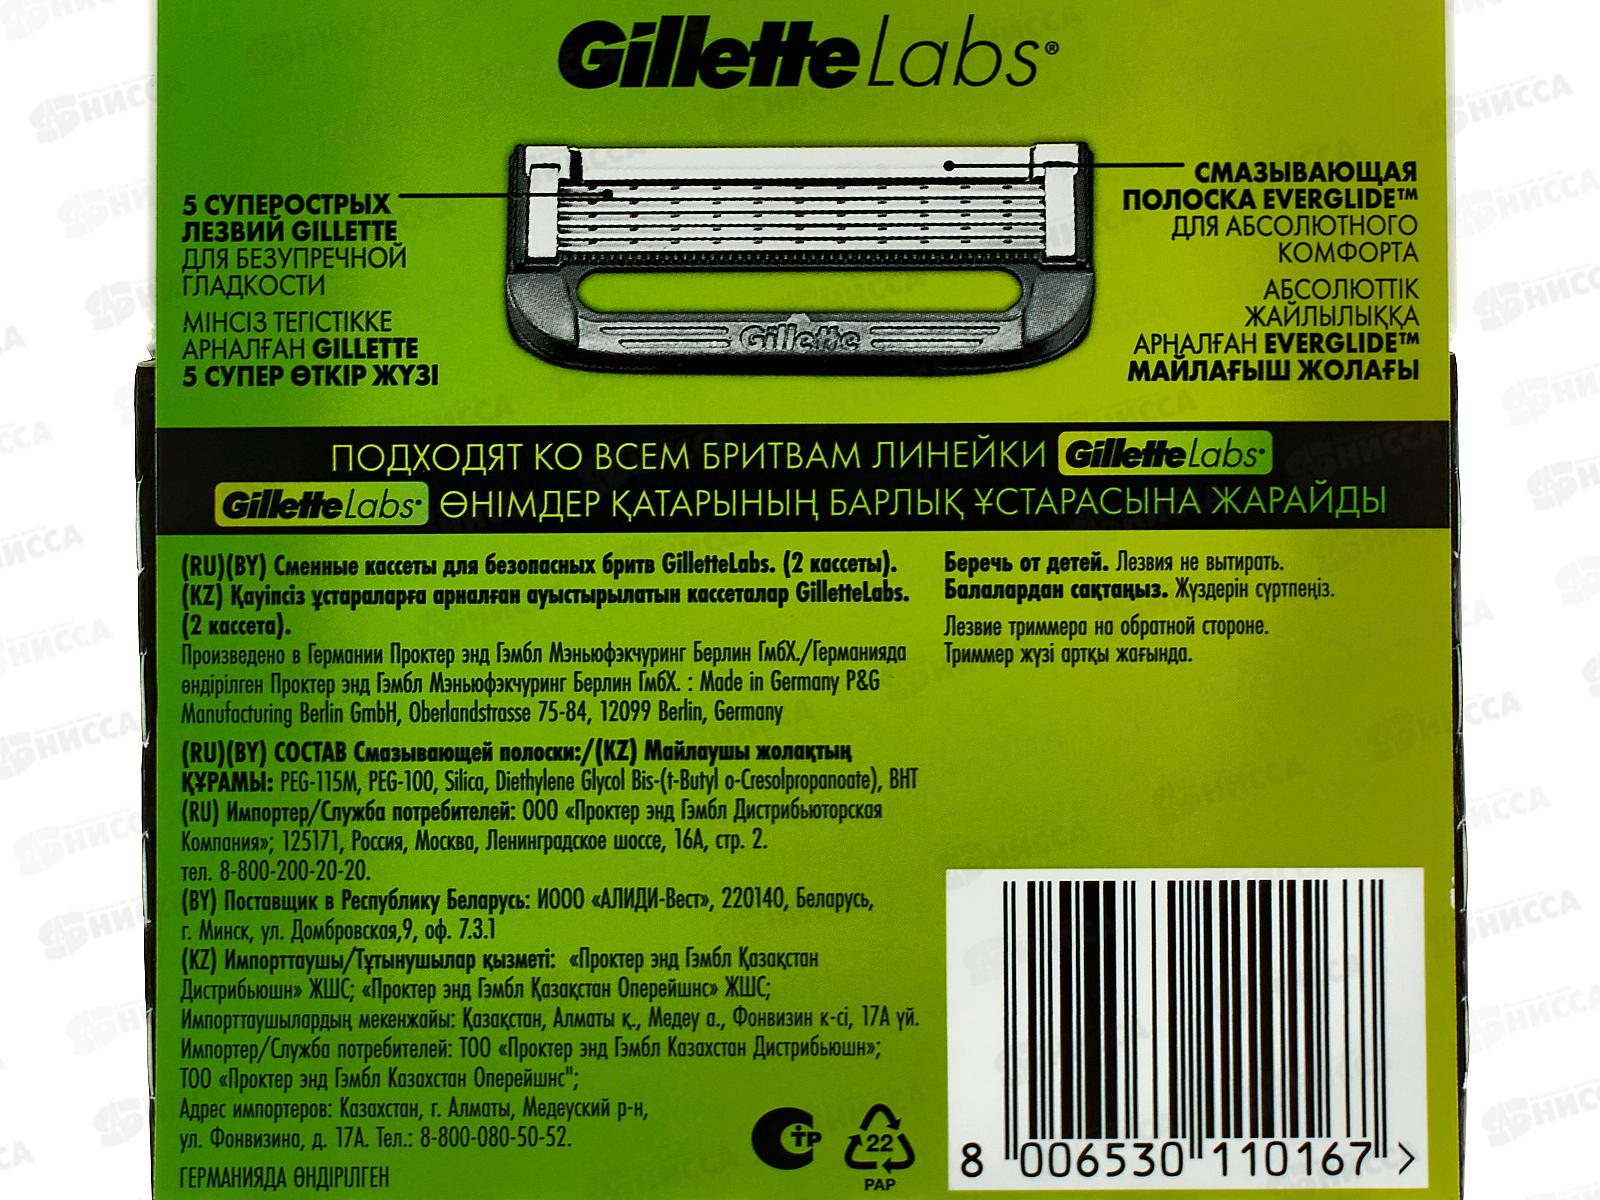 GilletteLabs®
5 СУПЕРОСТРЫХ
ЛЕЗВИЙ GILLETTE
ДЛЯ БЕЗУПРЕЧНОЙ
ГЛАДКОСТИ
МІНСІЗ ТЕГІСТІККЕ
АРНАЛҒАН GILLETTE
5 СУПЕР ӨТКІР ЖҮЗІ
Gillette
СМАЗЫВАЮЩАЯ
ПОЛОСКА EVERGLIDE™
ДЛЯ АБСОЛЮТНОГО
КОМФОРТА
АБСОЛЮТТІК
ЖАЙЛЫЛЫҚҚА
АРНАЛҒАН EVERGLIDE™
МАЙЛАҒЫШ ЖОЛАҒЫ
ПОДХОДЯТ КО ВСЕМ БРИТВАМ ЛИНЕЙКИ GilletteLabs
GilletteLabs ӨНІМДЕР ҚАТАРЫНЫҢ БАРЛЫҚ ҰСТАРАСЫНА ЖАРАЙДЫ
(RU)(BY) Сменные кассеты для безопасных бритв GilletteLabs. (2 кассеты).
(KZ) Қауіпсіз ұстараларға арналған ауыстырылатын кассеталар GilletteLabs.
(2 кассета).
Произведено в Германии Проктер энд Гэмбл Мэньюфэкчуринг Берлин ГмбХ./Германияда
өндірілген Проктер энд Гэмбл Мэньюфэкчуринг Берлин ГмбХ. : Made in Germany P&G
Manufacturing Berlin GmbH, Oberlandstrasse 75-84, 12099 Berlin, Germany
(RU)(BY) СОСТАВ Смазывающей полоски:/(KZ) Майлаушы жолақтың
ҚҰРАМЫ: PEG-115M, PEG-100, Silica, Diethylene Glycol Bis-(t-Butyl o-Cresolpropanoate), BHT
(RU) Импортер/Служба потребителей: ООО «Проктер энд Гэмбл Дистрибьюторская
Компания»; 125171, Россия, Москва, Ленинградское шоссе, 16А, стр. 2.
тел. 8-800-200-20-20.
(BY) Поставщик в Республику Беларусь: ИООО «АЛИДИ-Вест», 220140, Беларусь,
г. Минск, ул. Домбровская,9, оф. 7.3.1
(KZ) Импорттаушы/Тұтынушылар қызметі: «Проктер энд Гэмбл Қазақстан
Дистрибьюшн» ЖШС; «Проктер энд Гэмбл Қазақстан Оперейшнс» ЖШС;
Импорттаушылардың мекенжайы: Қазақстан, Алматы қ., Медеу а., Фонвизин к-сі, 17А үй.
Импортер/Служба потребителей: ТОО «Проктер энд Гэмбл Казахстан Дистрибьюшн»;
ТОО «Проктер энд Гэмбл Казахстан Оперейшнс";
Адрес импортеров: Казахстан, г. Алматы, Медеуский р-н,
ул. Фонвизина, д. 17А. Тел.: 8-800-080-50-52.
ГЕРМАНИЯДА ӨНДІРІЛГЕН
Беречь от детей. Лезвия не вытирать.
Балалардан сақтаңыз. Жүздерін сүртпеңіз.
Лезвие триммера на обратной стороне.
Триммер жүзі артқы жағында.
СТР
22
PAP
8 006530 110167 >
НИССА